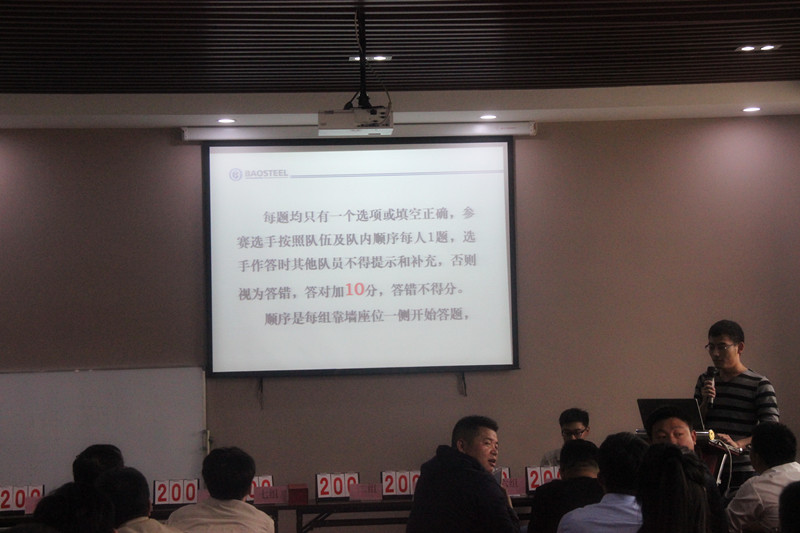 BAOSTEEL
每题均只有一个选项或填空正确，参
赛选手按照队伍及队内顺序每人1题，选
手作答时其他队员不得提示和补充，否则
视为答错，答对加10分，答错不得分。
顺序是每组靠墙座位一侧开始答题，
200
200
200
200